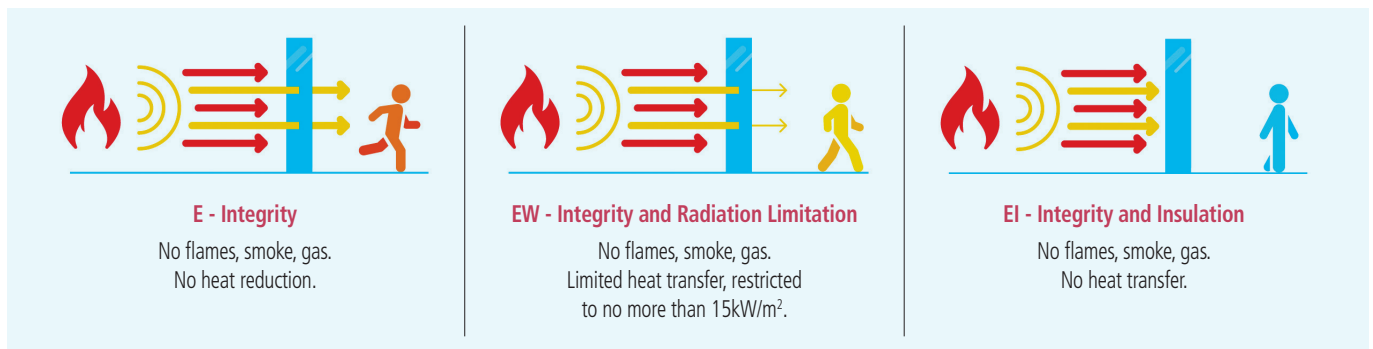 E - Integrity
No flames, smoke, gas.
No heat reduction.
EW - Integrity and Radiation Limitation
No flames, smoke, gas.
Limited heat transfer, restricted
to no more than 15kW/m².
EI - Integrity and Insulation
No flames, smoke, gas.
No heat transfer.